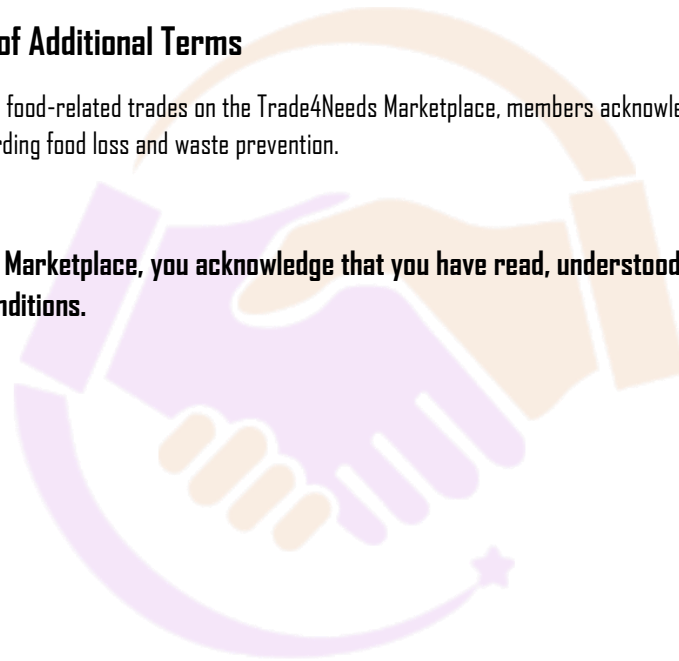 of Additional Terms
food-related trades on the Trade4Needs Marketplace, members acknowle
rding food loss and waste prevention.
Marketplace, you acknowledge that you have read, understood
nditions.